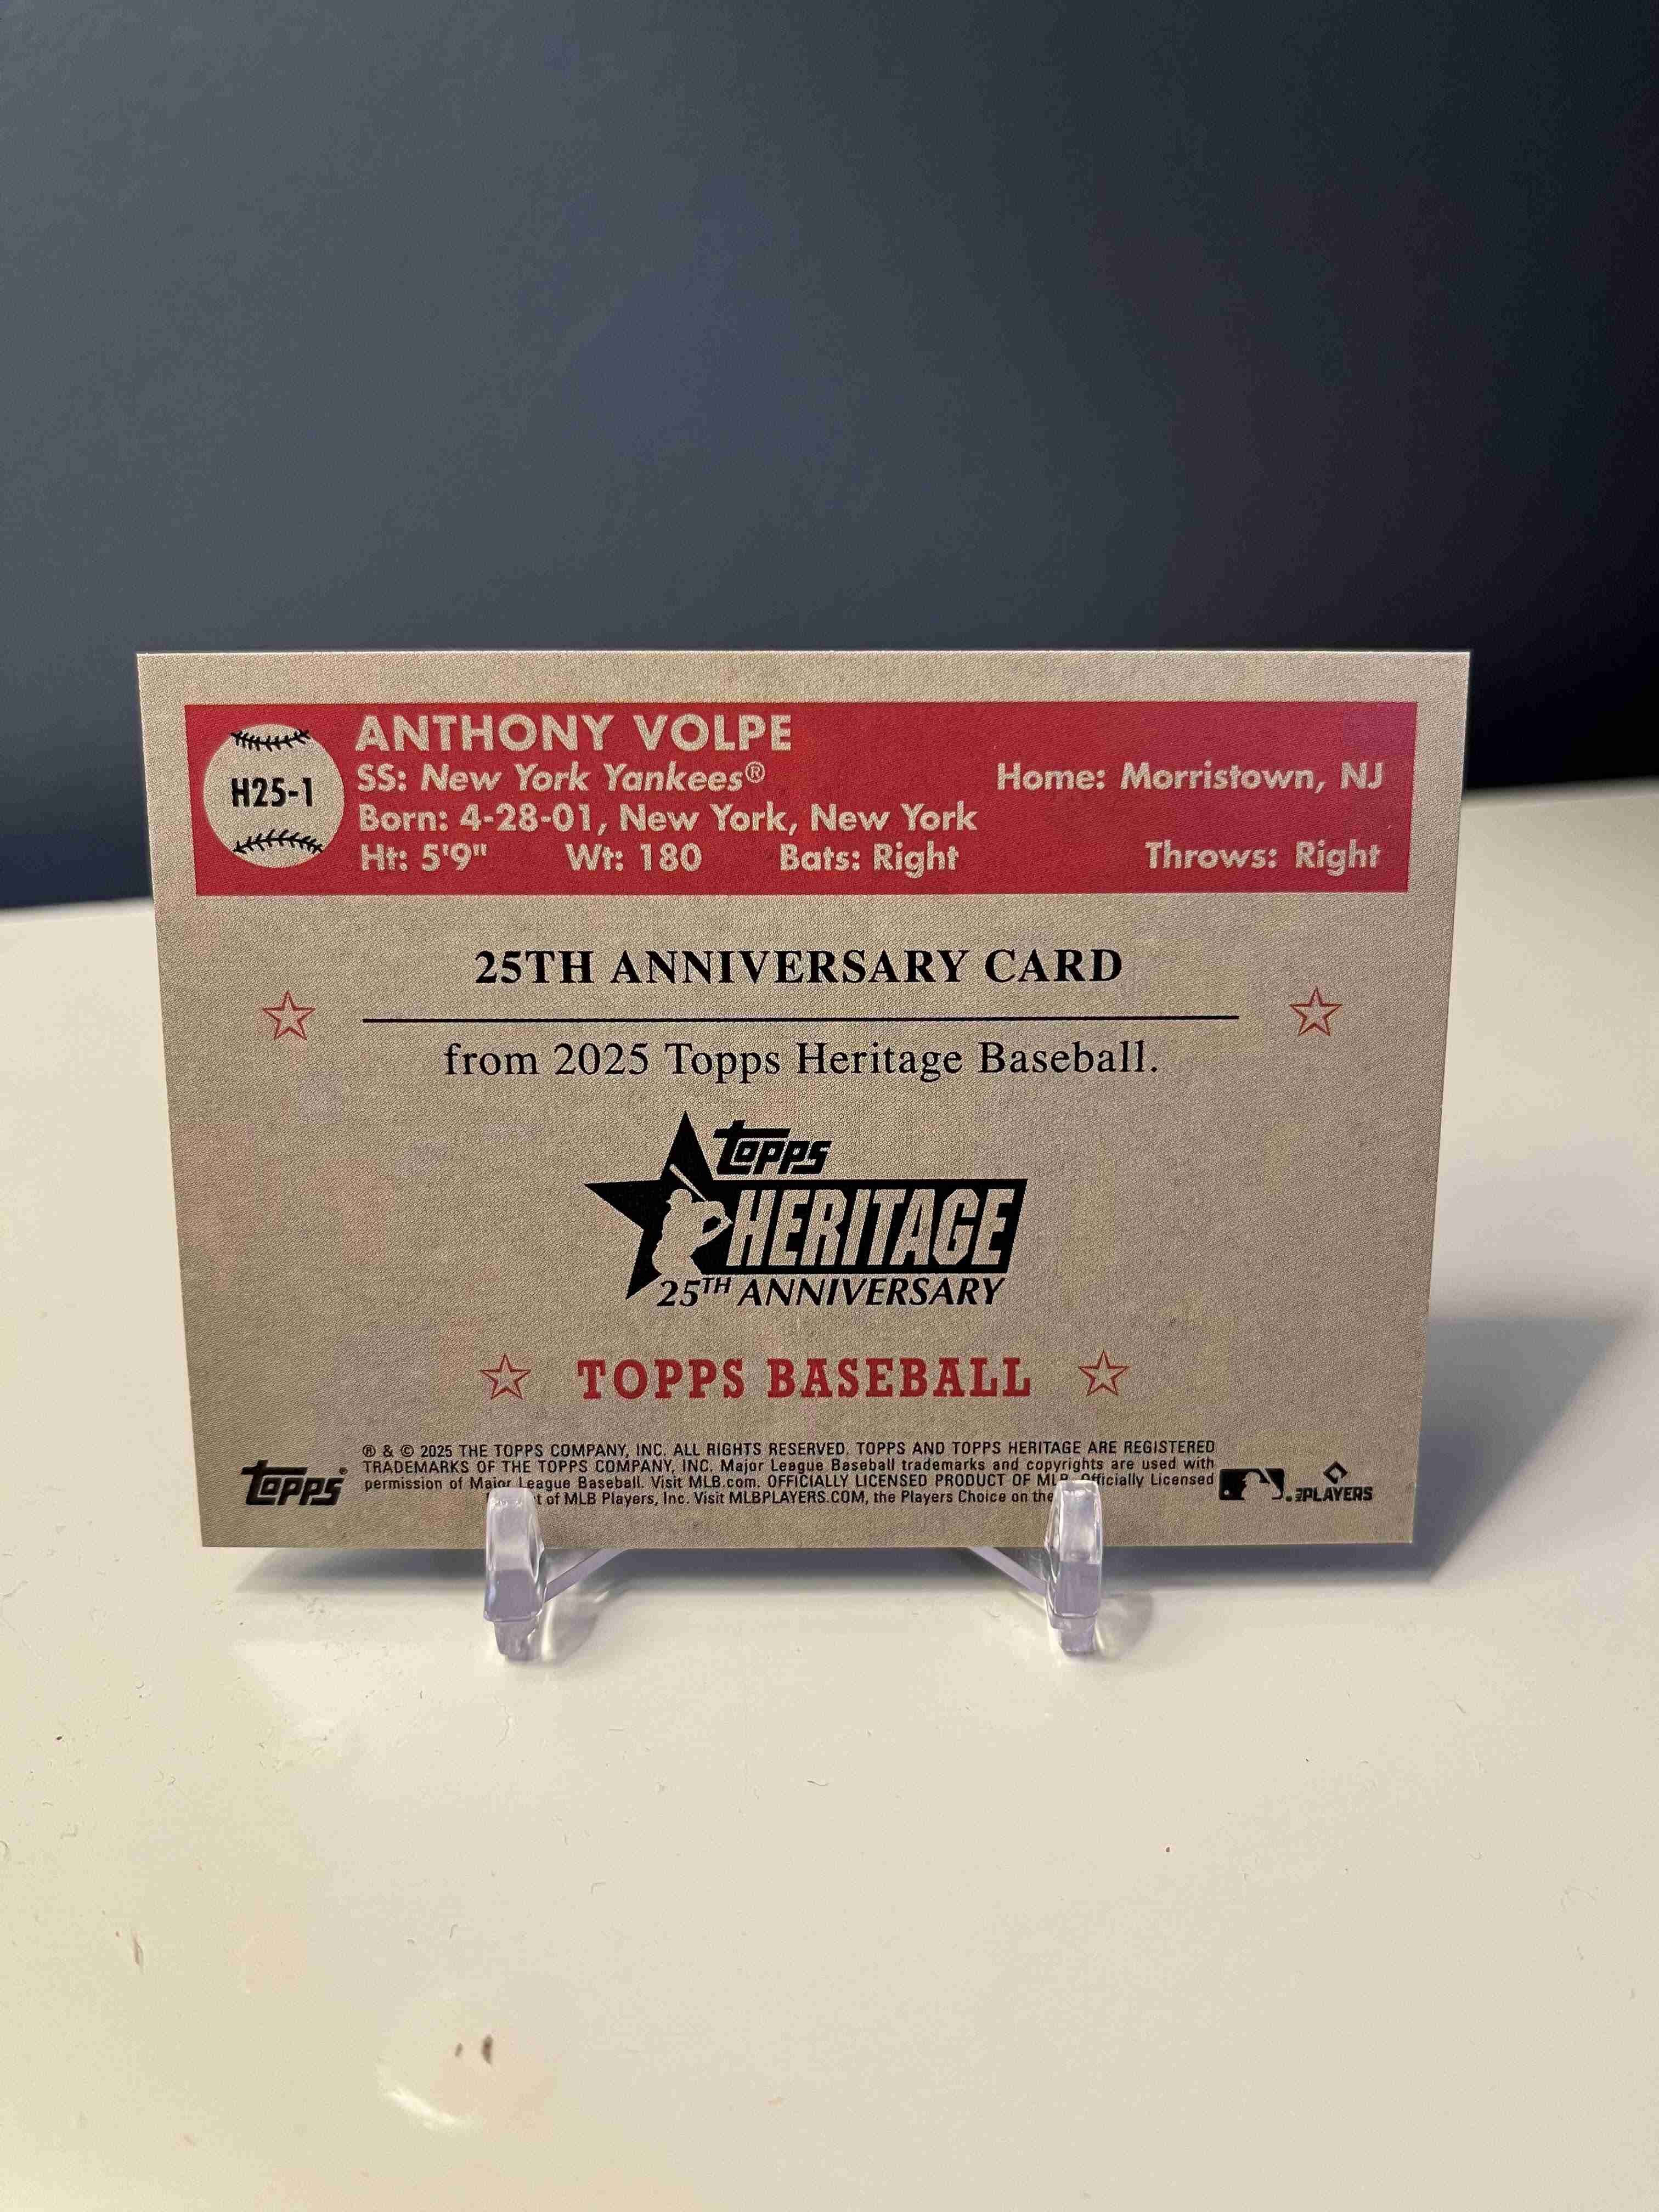 H25-1
ANTHONY VOLPE
SS: New York Yankees® Home: Morristown, NJ
Born: 4-28-01, New York, New York
Ht: 5'9" Wt: 180 Bats: Right Throws: Right
25TH ANNIVERSARY CARD
from 2025 Topps Heritage Baseball.
topps
HERITAGE
25TH ANNIVERSARY
TOPPS BASEBALL
® & © 2025 THE TOPPS COMPANY, INC. ALL RIGHTS RESERVED. TOPPS AND TOPPS HERITAGE ARE REGISTERED
TRADEMARKS OF THE TOPPS COMPANY, INC. Major League Baseball trademarks and copyrights are used with
permission of Major League Baseball. Visit MLB.com. OFFICIALLY LICENSED PRODUCT OF MLB Officially Licensed
of MLB Players, Inc. Visit MLBPLAYERS.COM, the Players Choice on the
topps®
PLAYERS